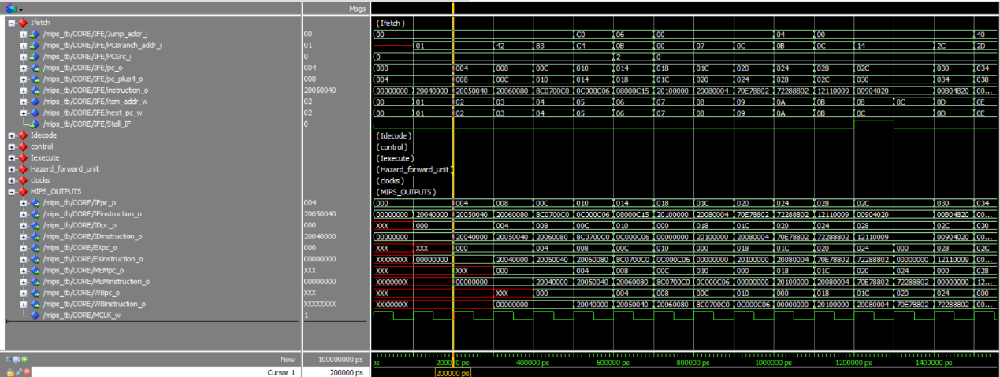 Msgs
Ifetch
( Ifetch )
/mips_tb/CORE/IFE/Jump_addr_i 00 00 C0 06 00 04 00 40
/mips_tb/CORE/IFE/PCBranch_addr_i 01 01 42 83 C4 0B 00 07 0C 0B 0C 14 2C 2D
/mips_tb/CORE/IFE/PCSrc_i 0 0 2 0
/mips_tb/CORE/IFE/pc_o 004 000 004 008 00C 010 014 018 01C 020 024 028 02C 030 034
/mips_tb/CORE/IFE/pc_plus4_o 008 004 008 00C 010 014 018 01C 020 024 028 02C 030 034 038
/mips_tb/CORE/IFE/instruction_o 20050040 00000000 20040000 20050040 20060080 8C0700C0 0C000C06 08000C15 20100000 20080004 70E78802 72288802 12110009 00904020 00B04820 00...
/mips_tb/CORE/IFE/itcm_addr_w 02 00 01 02 03 04 05 06 07 08 09 0A 0B 0B 0C 0D 0E
/mips_tb/CORE/IFE/next_pc_w 02 00 01 02 03 04 05 06 07 08 09 0A 0B 0C 0D 0E
/mips_tb/CORE/IFE/Stall_IF 0
Idecode ( Idecode )
control ( control )
Iexecute ( Iexecute )
Hazard_forward_unit ( Hazard_forward_unit )
clocks ( clocks )
MIPS_OUTPUTS ( MIPS_OUTPUTS )
/mips_tb/CORE/IFpc_o 004 000 004 008 00C 010 014 018 01C 020 024 028 02C 030 034
/mips_tb/CORE/IFinstruction_o 20050040 00000000 20040000 20050040 20060080 8C0700C0 0C000C06 08000C15 20100000 20080004 70E78802 72288802 12110009 00904020 00B04820 00...
/mips_tb/CORE/IDpc_o 000 XXX 000 004 008 00C 010 000 018 01C 020 024 028 02C 030
/mips_tb/CORE/IDinstruction_o 20040000 00000000 20040000 20050040 20060080 8C0700C0 0C000C06 00000000 20100000 20080004 70E78802 72288802 12110009 00904020 00...
/mips_tb/CORE/EXpc_o 000 XXX XXX 000 004 008 00C 010 000 018 01C 020 024 000 028 02C
/mips_tb/CORE/EXinstruction_o 00000000 XXXXXXXX 00000000 20040000 20050040 20060080 8C0700C0 0C000C06 00000000 20100000 20080004 70E78802 72288802 00000000 12110009 00...
/mips_tb/CORE/MEMpc_o XXX XXX XXX 000 004 008 00C 010 000 018 01C 020 024 000 028
/mips_tb/CORE/MEMinstruction_o 00000000 XXXXXXXX 00000000 20040000 20050040 20060080 8C0700C0 0C000C06 00000000 20100000 20080004 70E78802 72288802 00000000 12...
/mips_tb/CORE/WBpc_o XXX XXX XXX 000 004 008 00C 010 000 018 01C 020 024 000
/mips_tb/CORE/WBinstruction_o XXXXXXXX XXXXXXXX 00000000 20040000 20050040 20060080 8C0700C0 0C000C06 00000000 20100000 20080004 70E78802 72288802 00...
/mips_tb/CORE/MCLK_w 1
Now 100000000 ps ps 200000 ps 400000 ps 600000 ps 800000 ps 1000000 ps 1200000 ps 1400000 ps
Cursor 1 200000 ps 200000 ps